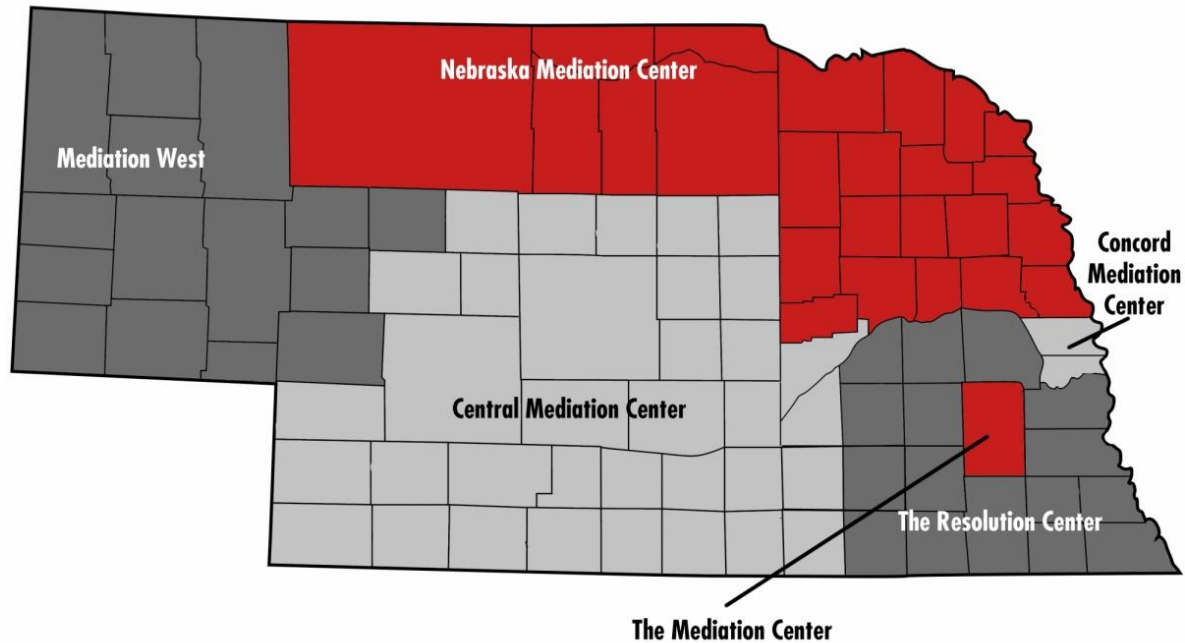 Nebraska Mediation Center
Mediation West
Concord
Mediation
Center
Central Mediation Center
The Resolution Center
The Mediation Center